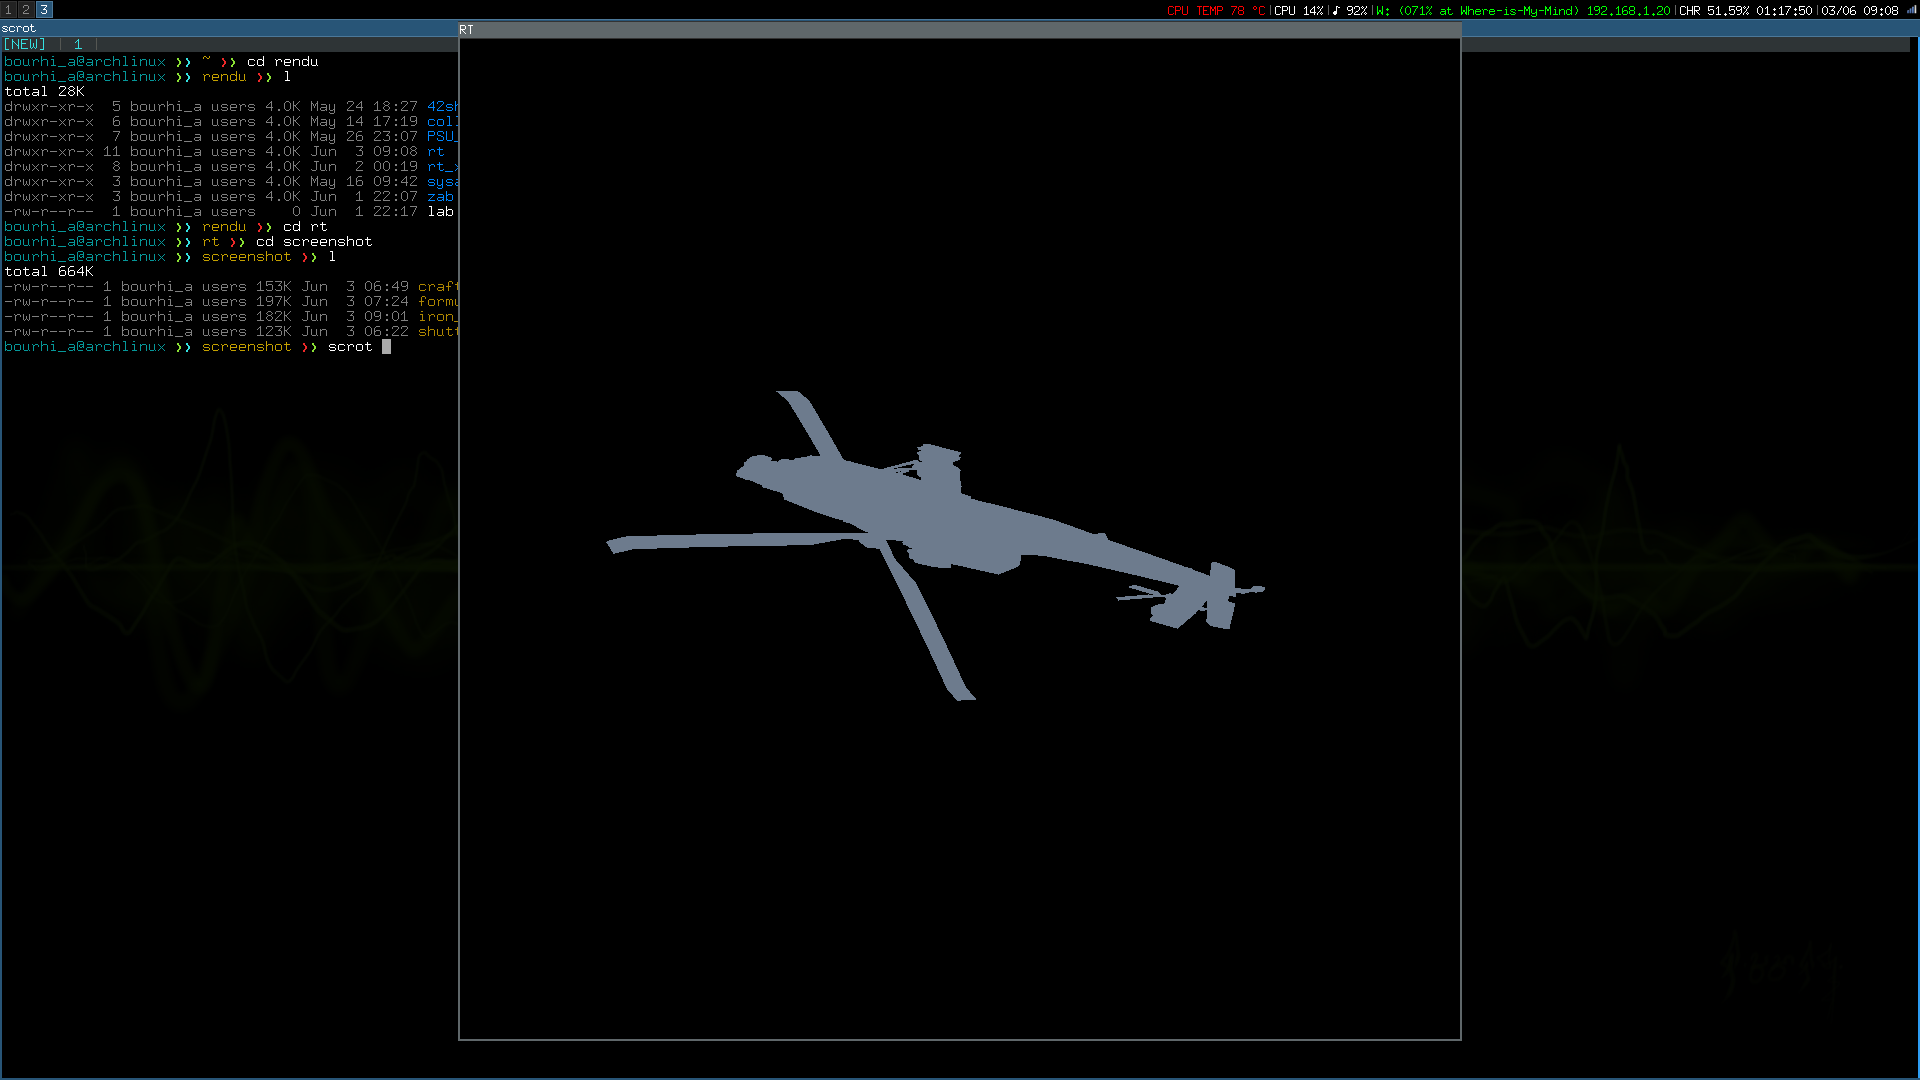 1 2 3
CPU TEMP 78 °C|CPU 14%|♪ 92%|W: (071% at Where-is-My-Mind) 192.168.1.20|CHR 51.59% 01:17:50|03/06 09:08
scrot
RT
[NEW] | 1 |
bourhi_a@archlinux ❯❯ ~ ❯❯ cd rendu
bourhi_a@archlinux ❯❯ rendu ❯❯ l
total 28K
drwxr-xr-x  5 bourhi_a users 4.0K May 24 18:27 42sh
drwxr-xr-x  6 bourhi_a users 4.0K May 14 17:19 col
drwxr-xr-x  7 bourhi_a users 4.0K May 26 23:07 PSU_
drwxr-xr-x 11 bourhi_a users 4.0K Jun  3 09:08 rt
drwxr-xr-x  8 bourhi_a users 4.0K Jun  2 00:19 rt_
drwxr-xr-x  3 bourhi_a users 4.0K May 16 09:42 sys
drwxr-xr-x  3 bourhi_a users 4.0K Jun  1 22:07 zab
-rw-r--r--  1 bourhi_a users    0 Jun  1 22:17 lab
bourhi_a@archlinux ❯❯ rendu ❯❯ cd rt
bourhi_a@archlinux ❯❯ rt ❯❯ cd screenshot
bourhi_a@archlinux ❯❯ screenshot ❯❯ l
total 664K
-rw-r--r-- 1 bourhi_a users 153K Jun  3 06:49 craft
-rw-r--r-- 1 bourhi_a users 197K Jun  3 07:24 form
-rw-r--r-- 1 bourhi_a users 182K Jun  3 09:01 iron_
-rw-r--r-- 1 bourhi_a users 123K Jun  3 06:22 shut
bourhi_a@archlinux ❯❯ screenshot ❯❯ scrot